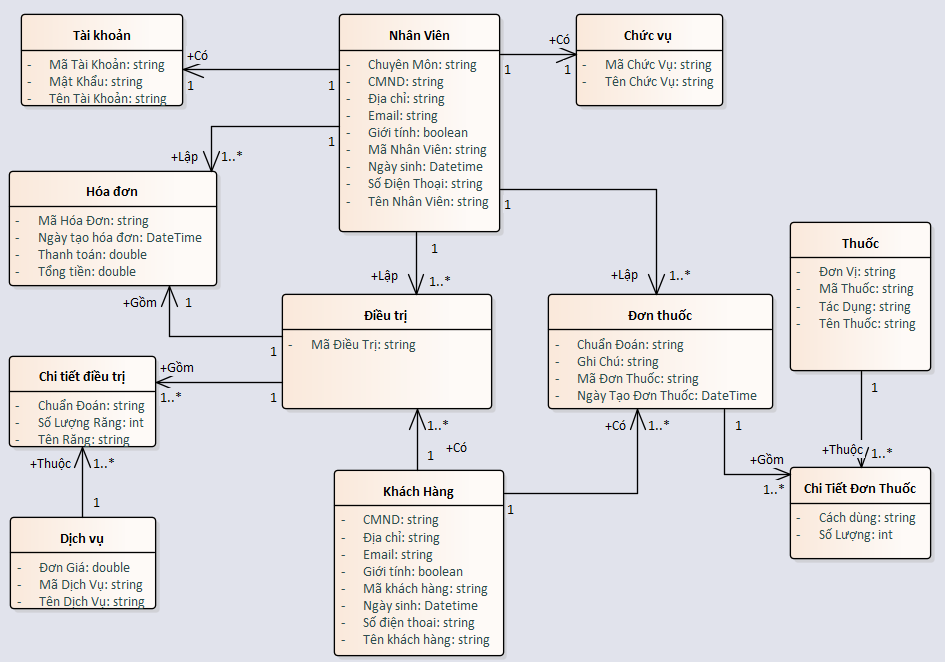 Tài khoản
- Mã Tài Khoản: string
- Mật Khẩu: string
- Tên Tài Khoản: string
+Có
1
1
Nhân Viên
- Chuyên Môn: string
- CMND: string
- Địa chỉ: string
- Email: string
- Giới tính: boolean
- Mã Nhân Viên: string
- Ngày sinh: Datetime
- Số Điện Thoại: string
- Tên Nhân Viên: string
+Có
1
1
Chức vụ
- Mã Chức Vụ: string
- Tên Chức Vụ: string
1
+Lập
1..*
Hóa đơn
- Mã Hóa Đơn: string
- Ngày tạo hóa đơn: DateTime
- Thanh toán: double
- Tổng tiền: double
1
+Lập
1..*
1
+Lập
1..*
Thuốc
- Đơn Vị: string
- Mã Thuốc: string
- Tác Dụng: string
- Tên Thuốc: string
+Gồm
1
1
Điều trị
- Mã Điều Trị: string
Đơn thuốc
- Chuẩn Đoán: string
- Ghi Chú: string
- Mã Đơn Thuốc: string
- Ngày Tạo Đơn Thuốc: DateTime
+Gồm
1..*
1
Chi tiết điều trị
- Chuẩn Đoán: string
- Số Lượng Răng: int
- Tên Răng: string
1
+Thuộc
1..*
+Thuộc
1..*
1
1..*
1
+Có
+Có
1..*
1
1
+Gồm
1..*
Chi Tiết Đơn Thuốc
- Cách dùng: string
- Số Lượng: int
Khách Hàng
- CMND: string
- Địa chỉ: string
- Email: string
- Giới tính: boolean
- Mã khách hàng: string
- Ngày sinh: Datetime
- Số điện thoai: string
- Tên khách hàng: string
Dịch vụ
- Đơn Giá: double
- Mã Dịch Vụ: string
- Tên Dịch Vụ: string